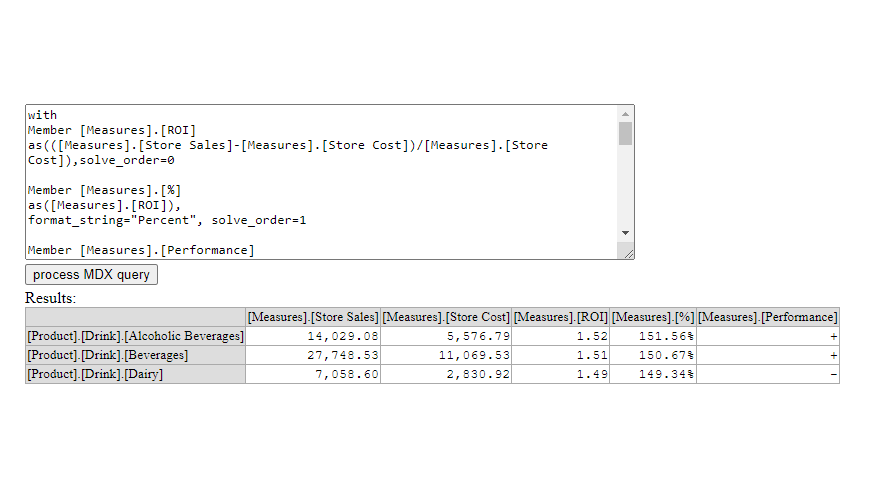 with
Member [Measures].[ROI]
as(([Measures].[Store Sales]-[Measures].[Store Cost])/[Measures].[Store
Cost]),solve_order=0
Member [Measures].[%]
as([Measures].[ROI]),
format_string="Percent", solve_order=1
Member [Measures].[Performance]
process MDX query
Results:
[Measures].[Store Sales] [Measures].[Store Cost] [Measures].[ROI] [Measures].[%] [Measures].[Performance]
[Product].[Drink].[Alcoholic Beverages] 14,029.08 5,576.79 1.52 151.56% +
[Product].[Drink].[Beverages] 27,748.53 11,069.53 1.51 150.67% +
[Product].[Drink].[Dairy] 7,058.60 2,830.92 1.49 149.34% -